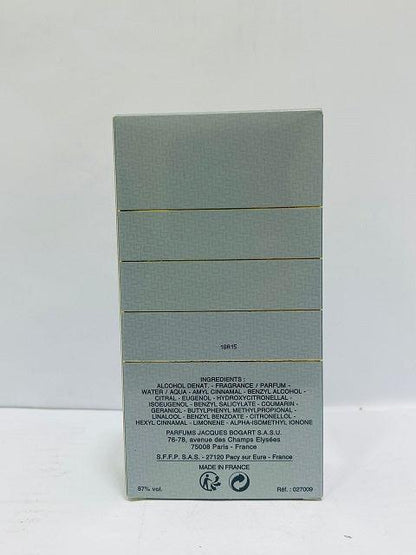 18R15
INGREDIENTS :
ALCOHOL DENAT. - FRAGRANCE / PARFUM -
WATER / AQUA - AMYL CINNAMAL - BENZYL ALCOHOL -
CITRAL - EUGENOL - HYDROXYCITRONELLAL -
ISOEUGENOL - BENZYL SALICYLATE - COUMARIN -
GERANIOL - BUTYLPHENYL METHYLPROPIONAL -
LINALOOL - BENZYL BENZOATE - CITRONELLOL -
HEXYL CINNAMAL - LIMONENE - ALPHA-ISOMETHYL IONONE
PARFUMS JACQUES BOGART S.A.S.U.
76-78, avenue des Champs Elysées
75008 Paris - France
S.F.F.P. S.A.S. - 27120 Pacy sur Eure - France
MADE IN FRANCE
87% vol.
Réf. : 027009